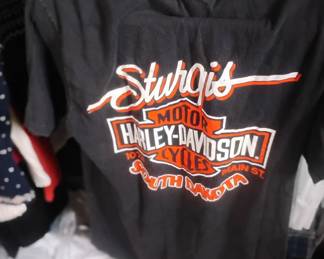 Sturgis
MOTOR
HARLEY-DAVIDSON
CYCLES
MAIN ST.
SOUTH DAKOTA